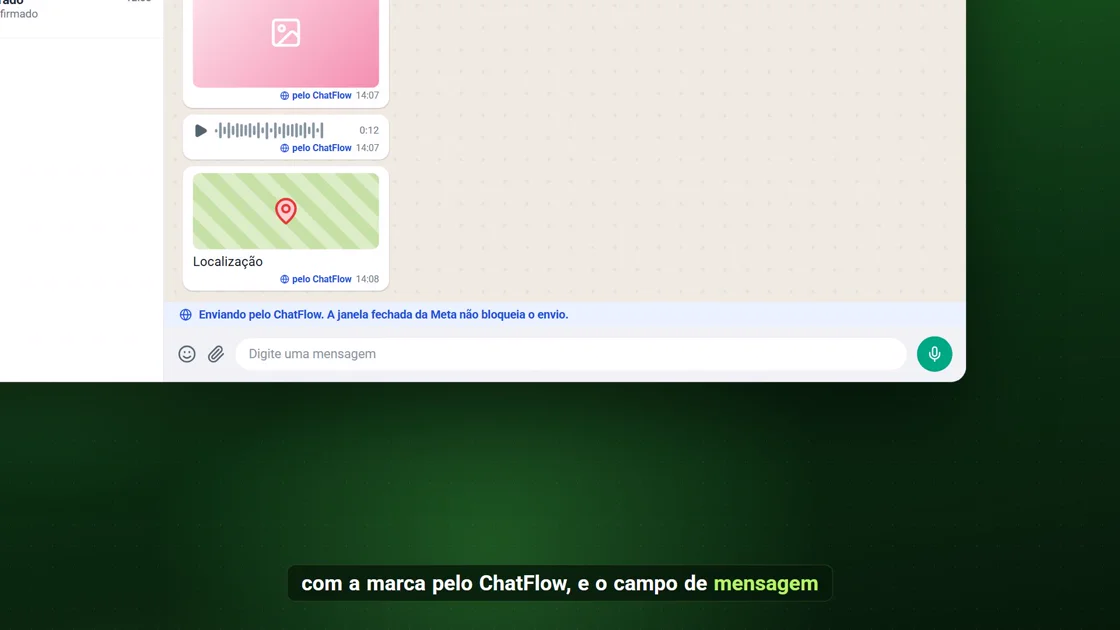 firmado
pelo ChatFlow 14:07
0:12
pelo ChatFlow 14:07
Localização
pelo ChatFlow 14:08
Enviando pelo ChatFlow. A janela fechada da Meta não bloqueia o envio.
Digite uma mensagem
com a marca pelo ChatFlow, e o campo de mensagem